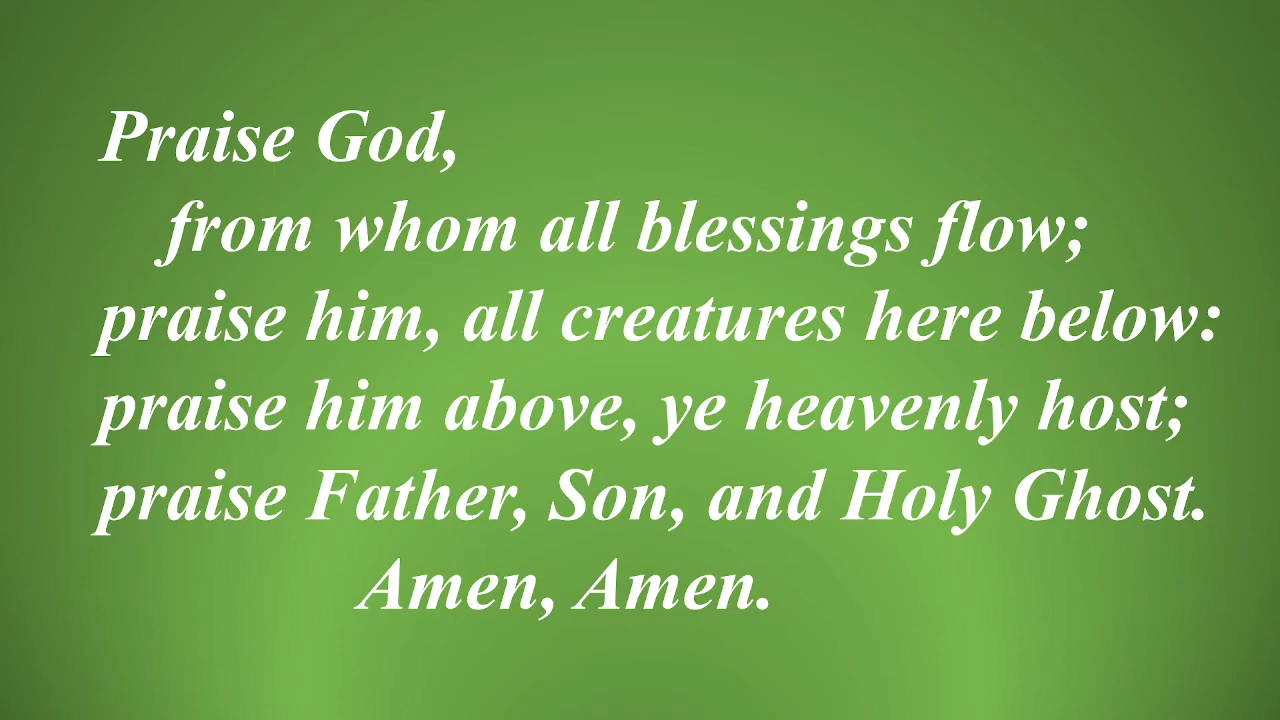 Praise God,
from whom all blessings flow;
praise him, all creatures here below:
praise him above, ye heavenly host;
praise Father, Son, and Holy Ghost.
Amen, Amen.